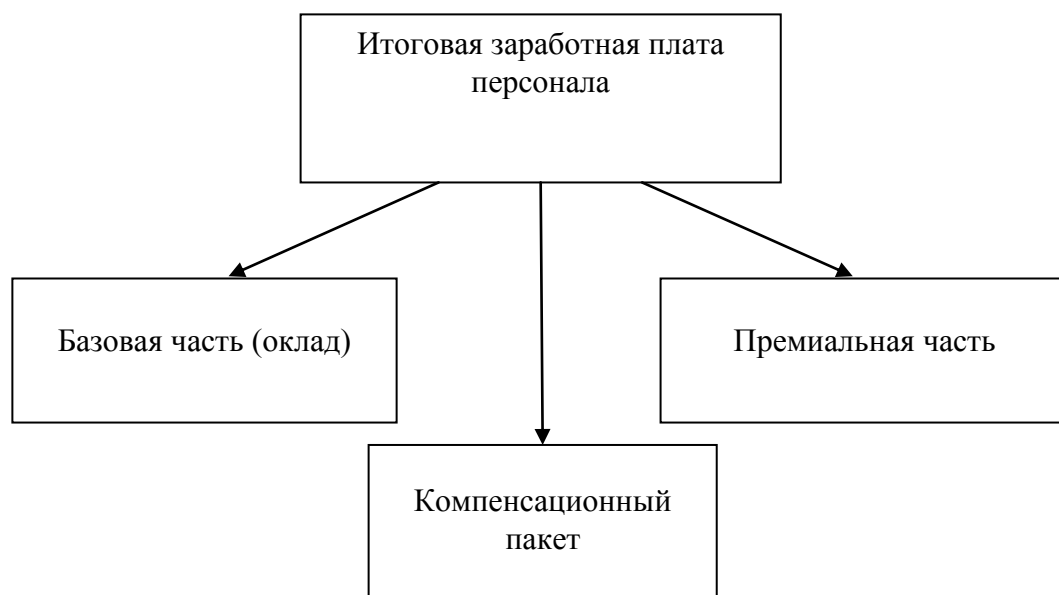 Итоговая заработная плата
персонала
Базовая часть (оклад)
Премиальная часть
Компенсационный
пакет